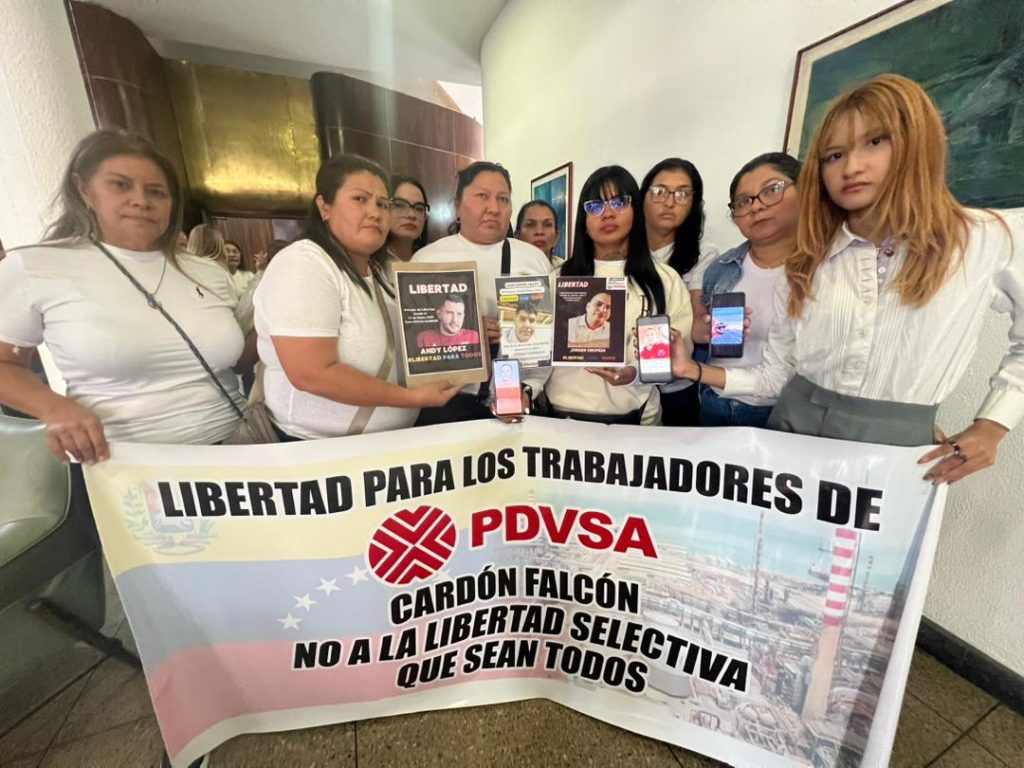 LIBERTAD
ANDY LÓPEZ
#LIBERTAD PARA TODOS
LIBERTAD
LIBERTAD PARA LOS TRABAJADORES DE
PDVSA
CARDÓN FALCÓN
NO A LA LIBERTAD SELECTIVA
QUE SEAN TODOS